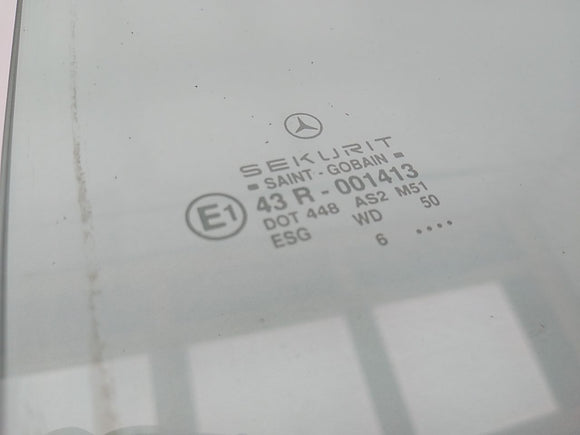 SEKURIT
SAINT - GOBAIN
E1 43 R - 001413
DOT 448 AS2 M51
ESG WD 50
6 ....